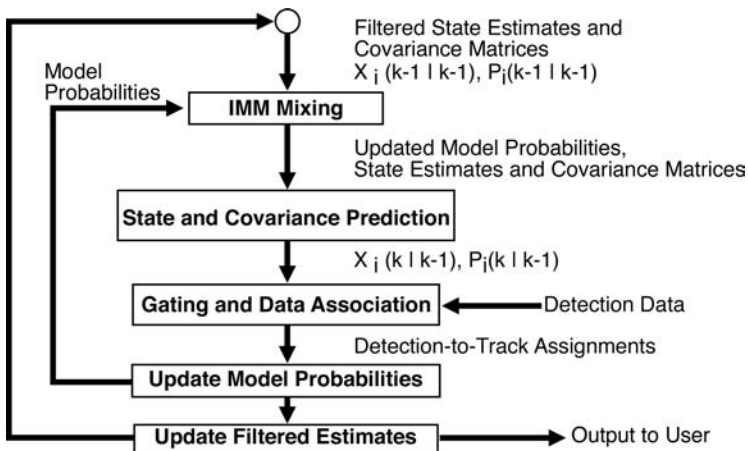 Filtered State Estimates and
Covariance Matrices
X i (k-1 | k-1), Pi(k-1 | k-1)
Model
Probabilities
IMM Mixing
Updated Model Probabilities,
State Estimates and Covariance Matrices
State and Covariance Prediction
X i (k | k-1), Pi(k | k-1)
Gating and Data Association
Detection Data
Detection-to-Track Assignments
Update Model Probabilities
Update Filtered Estimates
Output to User